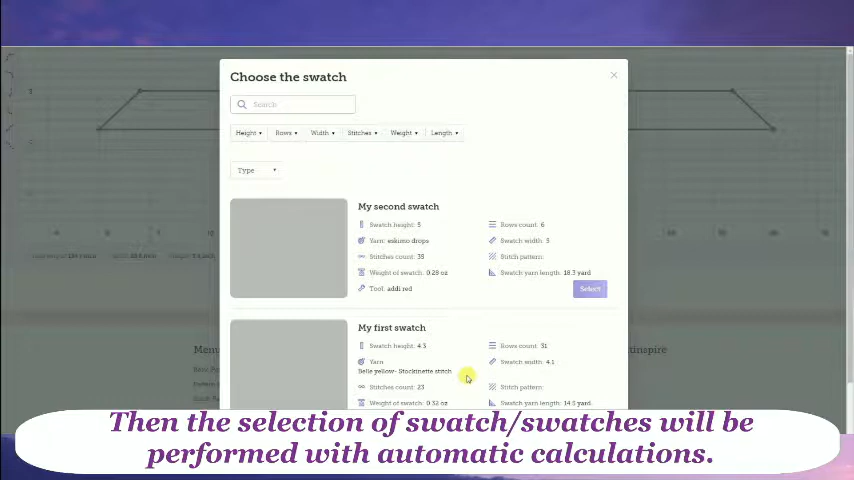 Choose the swatch
Search
Height Rows Width Stitches Weight Length
Type
My second swatch
Swatch height: 5
Rows count: 6
Yarn: eskimo drops
Swatch width: 5
Stitches count: 35
Stitch pattern:
Weight of swatch: 0.28 oz
Swatch yarn length: 18.3 yard
Tool: addi red
Select
My first swatch
Swatch height: 4.3
Rows count: 31
Yarn
Swatch width: 4.1
Belle yellow- Stockinette stitch
Stitches count: 23
Stitch pattern:
Weight of swatch: 0.32 oz
Swatch yarn length: 14.5 yard
Menu
Then the selection of swatch/swatches will be
performed with automatic calculations.